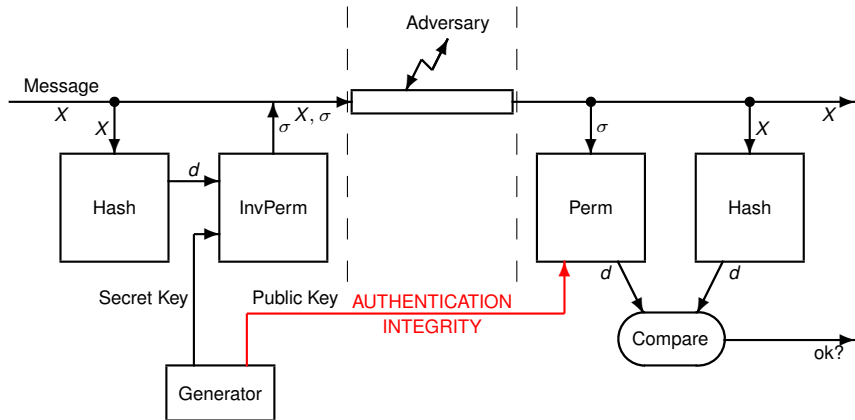 Adversary
Message
X
X
σ
X, σ
σ
X
X
Hash
d
InvPerm
Perm
Hash
Secret Key
Public Key
AUTHENTICATION
INTEGRITY
d
d
Compare
ok?
Generator